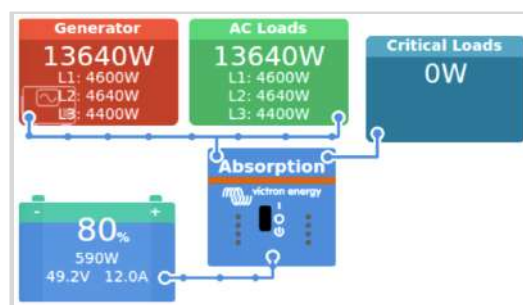 Generator
13640W
L1: 4600W
L2: 4640W
L3: 4400W
AC Loads
13640W
L1: 4600W
L2: 4640W
L3: 4400W
Critical Loads
0W
Absorption
victron energy
- +
80%
590W
49.2V 12.0A